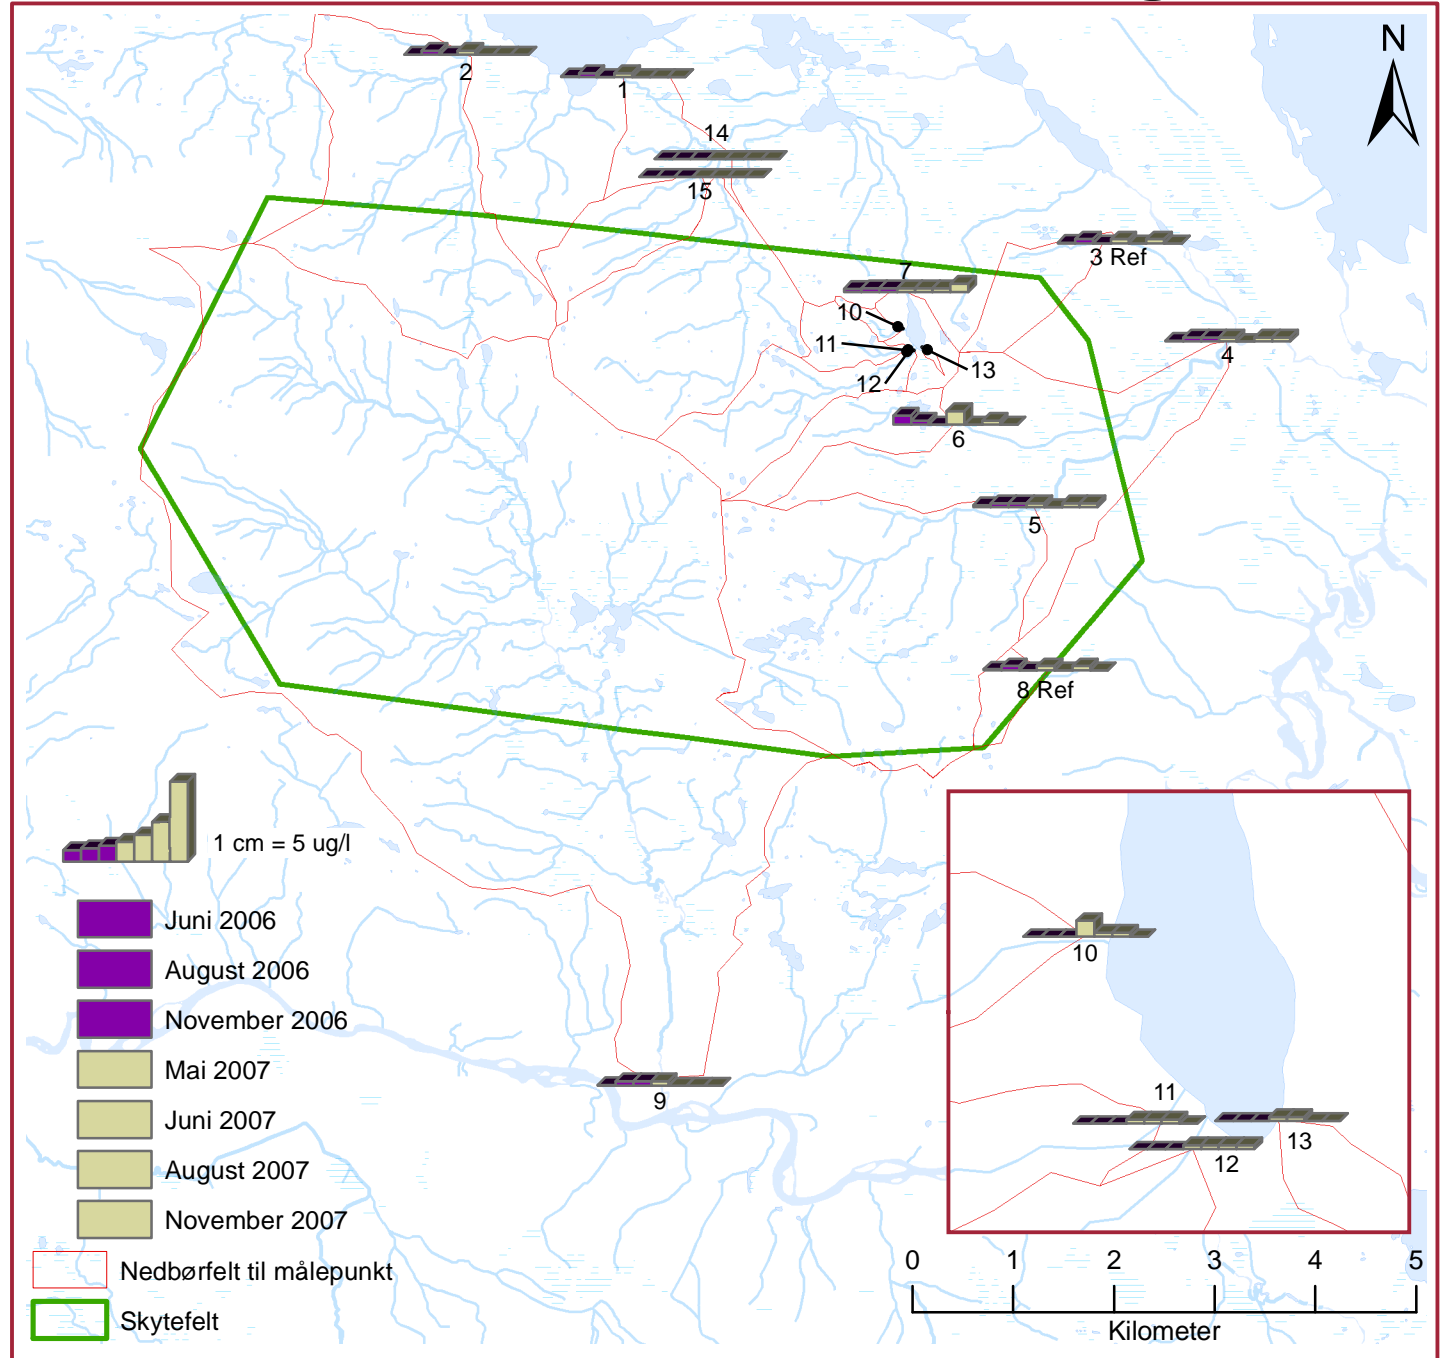 N
2
1
14
15
3 Ref
7
10
4
11
12
13
6
5
8 Ref
1 cm = 5 ug/l
Juni 2006
August 2006
November 2006
Mai 2007
Juni 2007
August 2007
November 2007
Nedbørfelt til målepunkt
Skytefelt
9
10
11
13
12
0 1 2 3 4 5
Kilometer